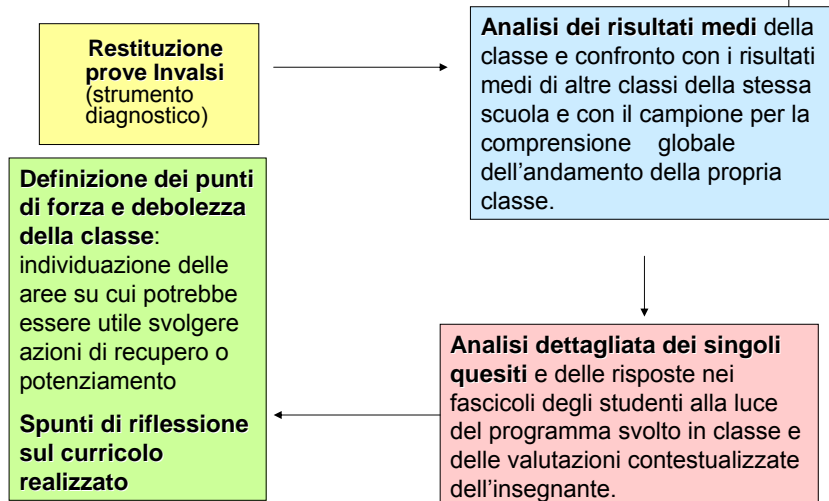 Restituzione
prove Invalsi
(strumento
diagnostico)
Analisi dei risultati medi della
classe e confronto con i risultati
medi di altre classi della stessa
scuola e con il campione per la
comprensione globale
dell'andamento della propria
classe.
Analisi dettagliata dei singoli
quesiti e delle risposte nei
fascicoli degli studenti alla luce
del programma svolto in classe e
delle valutazioni contestualizzate
dell'insegnante.
Definizione dei punti
di forza e debolezza
della classe:
individuazione delle
aree su cui potrebbe
essere utile svolgere
azioni di recupero o
potenziamento
Spunti di riflessione
sul curricolo
realizzato